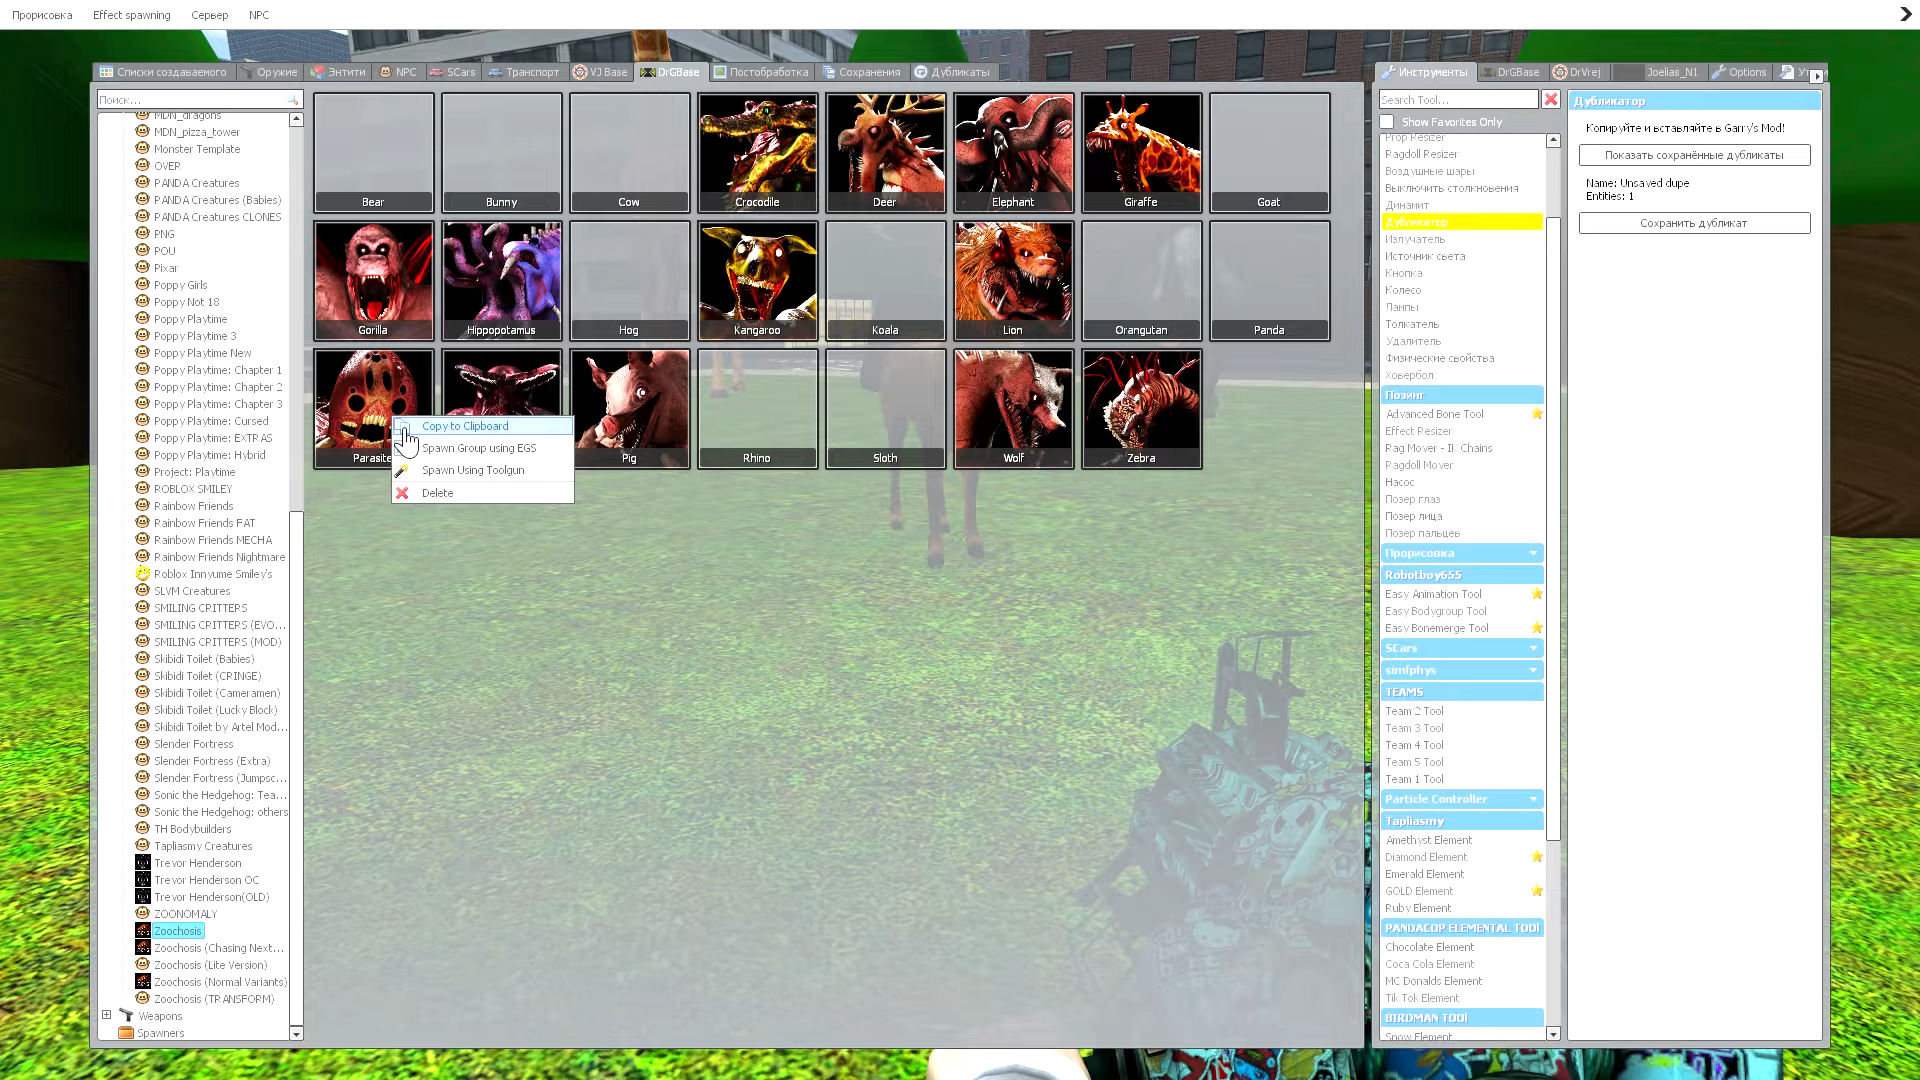 Прорисовка
Effect spawning
Сервер
NPC
Списки создаваемого
Оружие
Энтити
NPC
SCars
Транспорт
VJ Base
DrGBase
Постобработка
Сохранения
Дубликаты
Поиск...
MDN_dragons
MDN_pizza_tower
Monster Template
OVER
PANDA Creatures
PANDA Creatures (Babies)
PANDA Creatures CLONES
PNG
POU
Pixar
Poppy Girls
Poppy Not 18
Poppy Playtime
Poppy Playtime 3
Poppy Playtime New
Poppy Playtime: Chapter 1
Poppy Playtime: Chapter 2
Poppy Playtime: Chapter 3
Poppy Playtime: Cursed
Poppy Playtime: EXTRAS
Poppy Playtime: Hybrid
Project: Playtime
ROBLOX SMILEY
Rainbow Friends
Rainbow Friends FAT
Rainbow Friends MECHA
Rainbow Friends Nightmare
Roblox Innyume Smiley's
SLVM Creatures
SMILING CRITTERS
SMILING CRITTERS (EVO...
SMILING CRITTERS (MOD)
Skibidi Toilet (Babies)
Skibidi Toilet (CRINGE)
Skibidi Toilet (Cameramen)
Skibidi Toilet (Lucky Block)
Skibidi Toilet by Artel Mod...
Slender Fortress
Slender Fortress (Extra)
Slender Fortress (Jumpsc...
Sonic the Hedgehog: Tea...
Sonic the Hedgehog: others
TH Bodybuilders
Tapliasmy Creatures
Trevor Henderson
Trevor Henderson OC
Trevor Henderson(OLD)
ZOONOMALY
Zoochosis
Zoochosis (Chasing Next...
Zoochosis (Lite Version)
Zoochosis (Normal Variants)
Zoochosis (TRANSFORM)
Weapons
Spawners
Bear
Bunny
Cow
Crocodile
Deer
Elephant
Giraffe
Goat
Gorilla
Hippopotamus
Hog
Kangaroo
Koala
Lion
Orangutan
Panda
Parasite
Pig
Rhino
Sloth
Wolf
Zebra
Copy to Clipboard
Spawn Group using EGS
Spawn Using Toolgun
Delete
Инструменты
DrGBase
DrVrej
Joelias_N1
Options
Search Tool...
Show Favorites Only
Prop Resizer
Ragdoll Resizer
Воздушные шары
Выключить столкновения
Динамит
Дубликатор
Излучатель
Источник света
Кнопка
Колесо
Лампы
Толкатель
Удалитель
Физические свойства
Ховербол
Позинг
Advanced Bone Tool
Effect Resizer
Rag Mover - IK Chains
Ragdoll Mover
Насос
Позер глаз
Позер лица
Позер пальцев
Прорисовка
Robotboy655
Easy Animation Tool
Easy Bodygroup Tool
Easy Bonemerge Tool
SCars
simfphys
TEAMS
Team 2 Tool
Team 3 Tool
Team 4 Tool
Team 5 Tool
Team 1 Tool
Particle Controller
Tapliasmy
Amethyst Element
Diamond Element
Emerald Element
GOLD Element
Ruby Element
PANDACOP ELEMENTAL TOOl
Chocolate Element
Coca Cola Element
MC Donalds Element
Tik Tok Element
BIRDMAN TOOl
Snow Element
Дубликатор
Копируйте и вставляйте в Garry's Mod!
Показать сохранённые дубликаты
Name: Unsaved dupe
Entities: 1
Сохранить дубликат